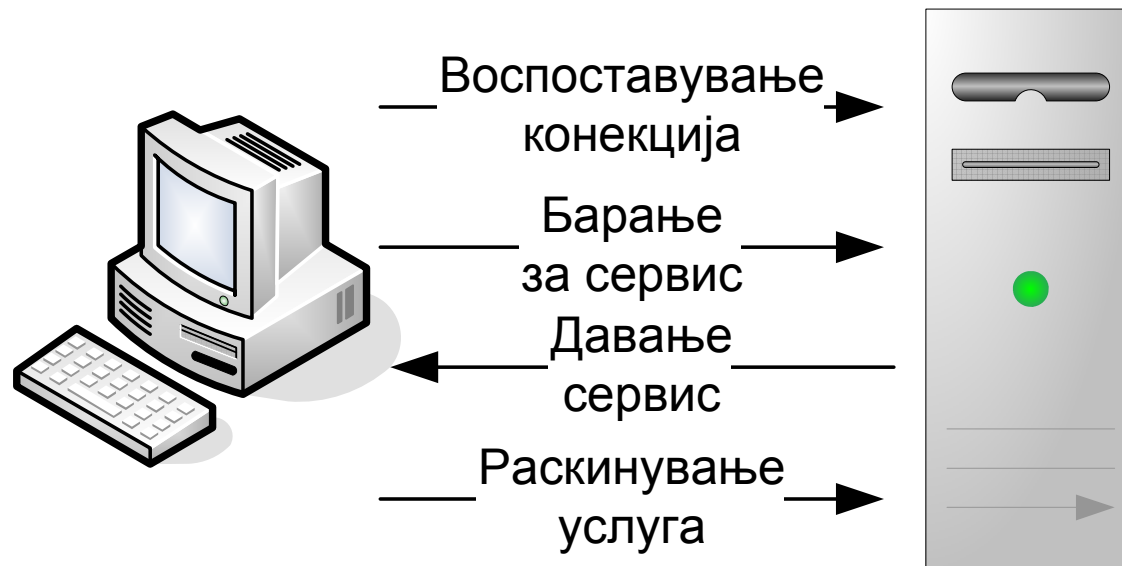 Воспоставување
конекција
Барање
за сервис
Давање
сервис
Раскинување
услуга